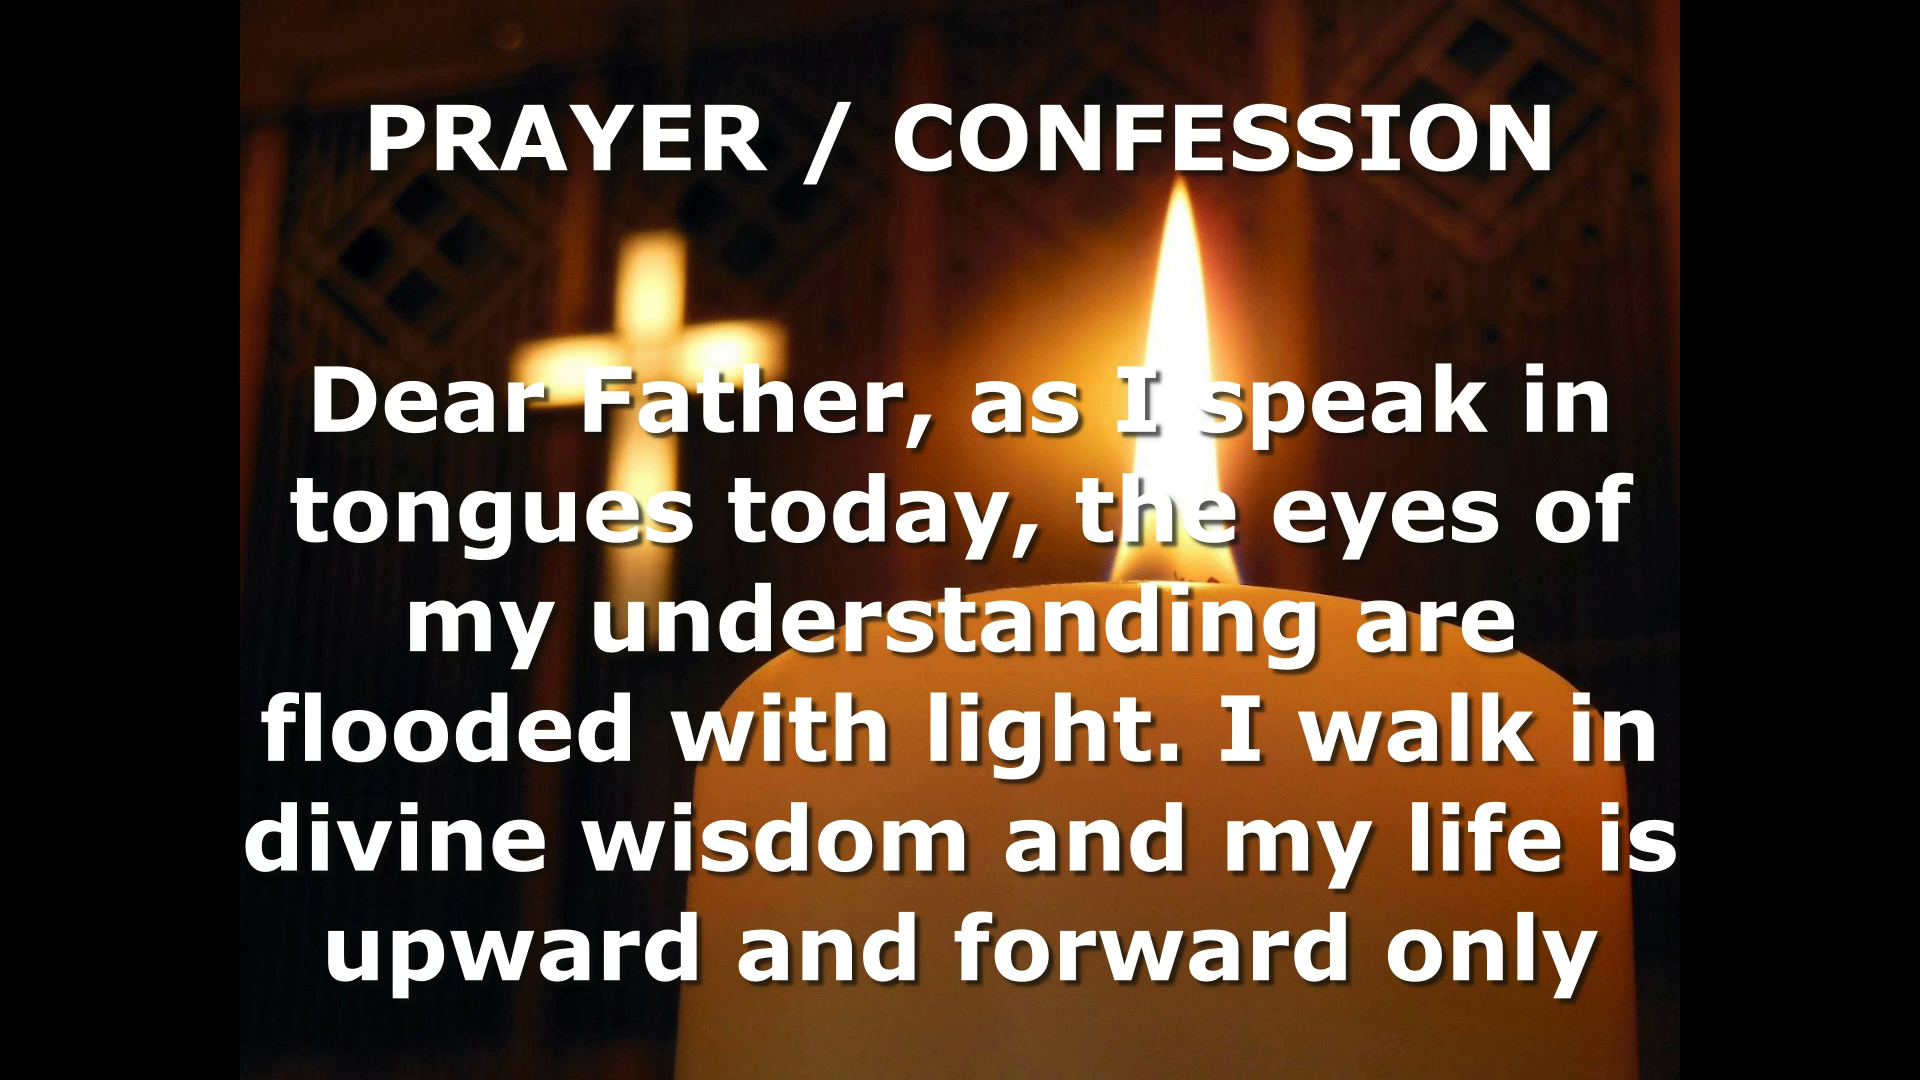 PRAYER / CONFESSION
Dear Father, as I speak in
tongues today, the eyes of
my understanding are
flooded with light. I walk in
divine wisdom and my life is
upward and forward only